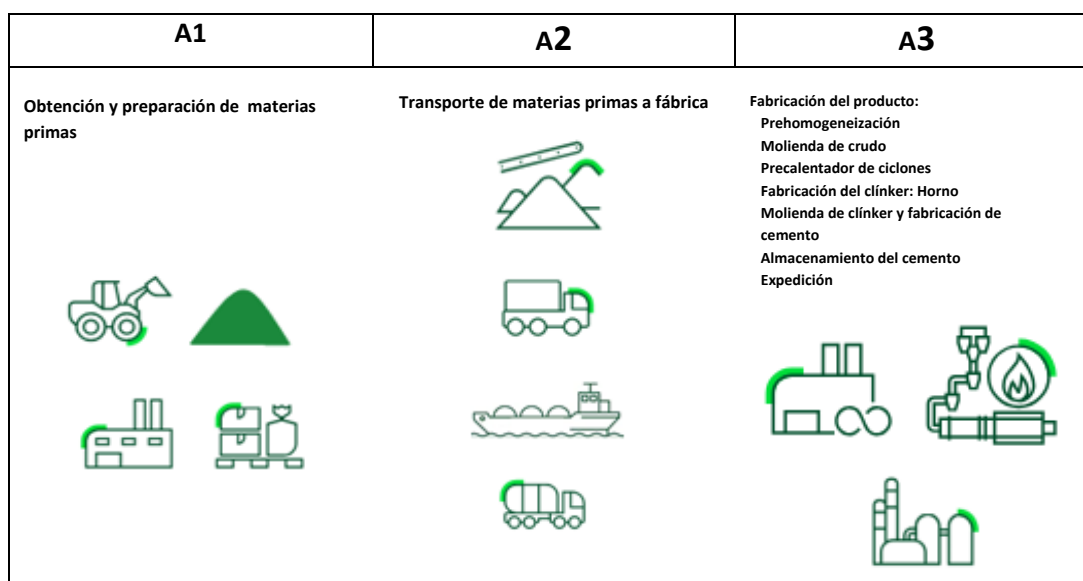 A1
A2
A3
Obtención y preparación de materias
primas
Transporte de materias primas a fábrica
Fabricación del producto:
Prehomogeneización
Molienda de crudo
Precalentador de ciclones
Fabricación del clínker: Horno
Molienda de clínker y fabricación de
cemento
Almacenamiento del cemento
Expedición